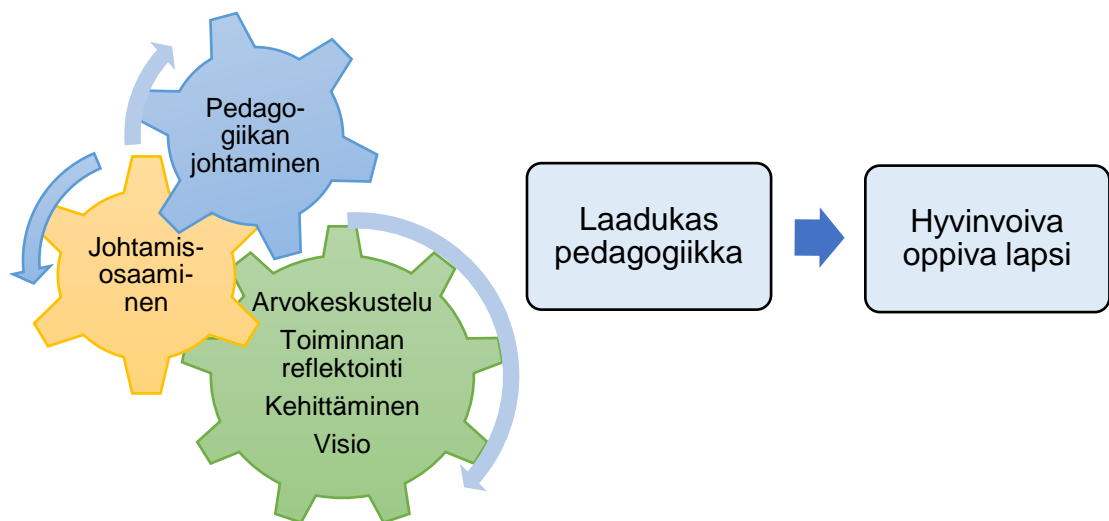 Pedago-
giikan
johtaminen
Johtamis-
osaami-
nen
Arvokeskustelu
Toiminnan
reflektointi
Kehittäminen
Visio
Laadukas
pedagogiikka
Hyvinvoiva
oppiva lapsi